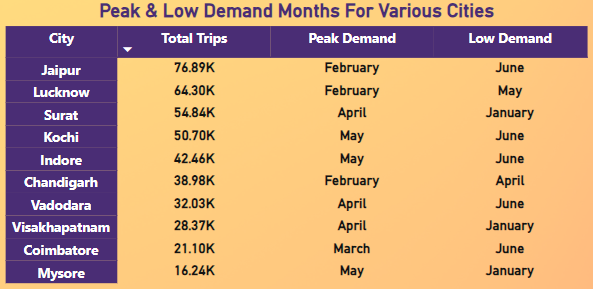 Peak & Low Demand Months For Various Cities
City Total Trips Peak Demand Low Demand
Jaipur 76.89K February June
Lucknow 64.30K February May
Surat 54.84K April January
Kochi 50.70K May June
Indore 42.46K May June
Chandigarh 38.98K February April
Vadodara 32.03K April June
Visakhapatnam 28.37K April January
Coimbatore 21.10K March June
Mysore 16.24K May January